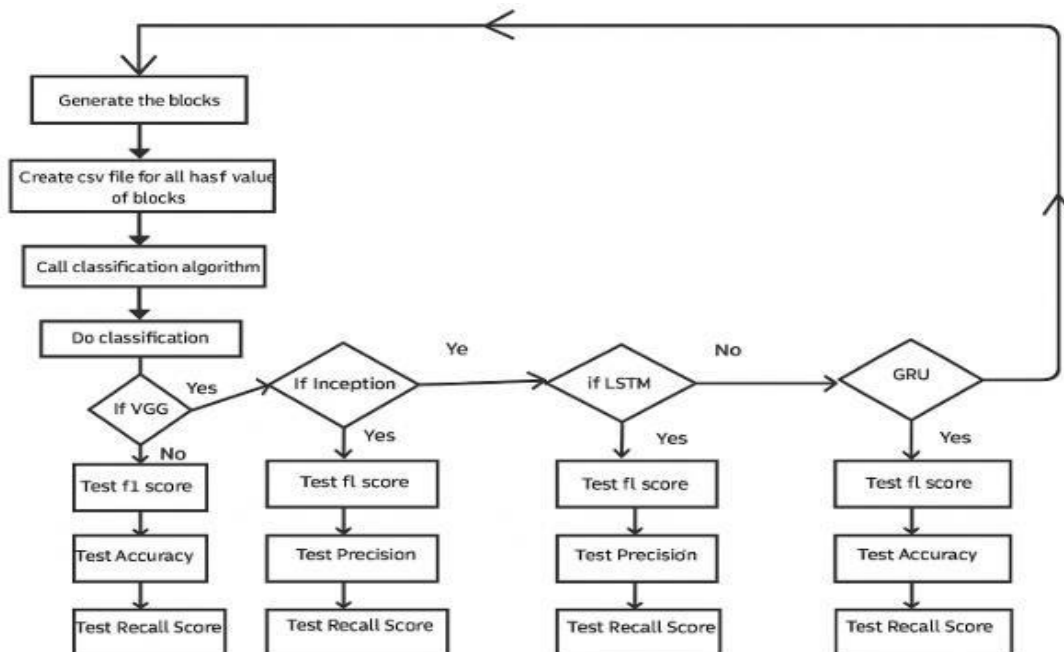 Generate the blocks
Create csv file for all hasf value
of blocks
Call classification algorithm
Do classification
If VGG
Yes
No
If Inception
Ye
Yes
if LSTM
No
Yes
GRU
Yes
Test f1 score
Test Accuracy
Test Recall Score
Test fl score
Test Precision
Test Recall Score
Test fl score
Test Precision
Test Recall Score
Test fl score
Test Accuracy
Test Recall Score